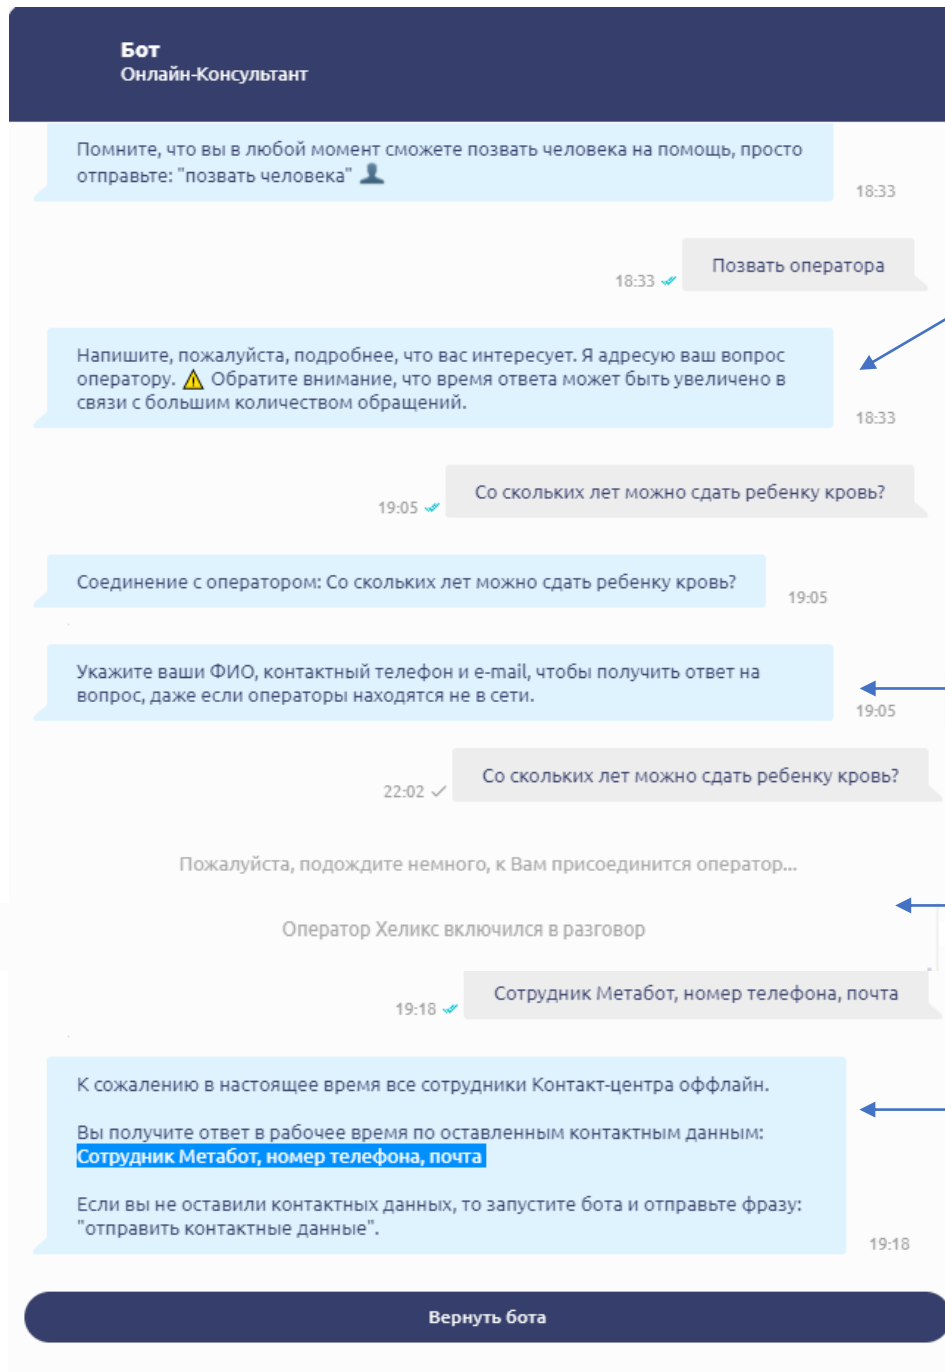 Бот
Онлайн-Консультант
Помните, что вы в любой момент сможете позвать человека на помощь, просто
отправьте: "позвать человека" 👤
18:33
Позвать оператора
18:33
Напишите, пожалуйста, подробнее, что вас интересует. Я адресую ваш вопрос
оператору. ⚠ Обратите внимание, что время ответа может быть увеличено в
связи с большим количеством обращений.
18:33
Со скольких лет можно сдать ребенку кровь?
19:05
Соединение с оператором: Со скольких лет можно сдать ребенку кровь?
19:05
Укажите ваши ФИО, контактный телефон и e-mail, чтобы получить ответ на
вопрос, даже если операторы находятся не в сети.
19:05
Со скольких лет можно сдать ребенку кровь?
22:02
Пожалуйста, подождите немного, к Вам присоединится оператор...
Оператор Хеликс включился в разговор
Сотрудник Метабот, номер телефона, почта
19:18
К сожалению в настоящее время все сотрудники Контакт-центра оффлайн.
Вы получите ответ в рабочее время по оставленным контактным данным:
Сотрудник Метабот, номер телефона, почта
Если вы не оставили контактных данных, то запустите бота и отправьте фразу:
"отправить контактные данные".
19:18
Вернуть бота